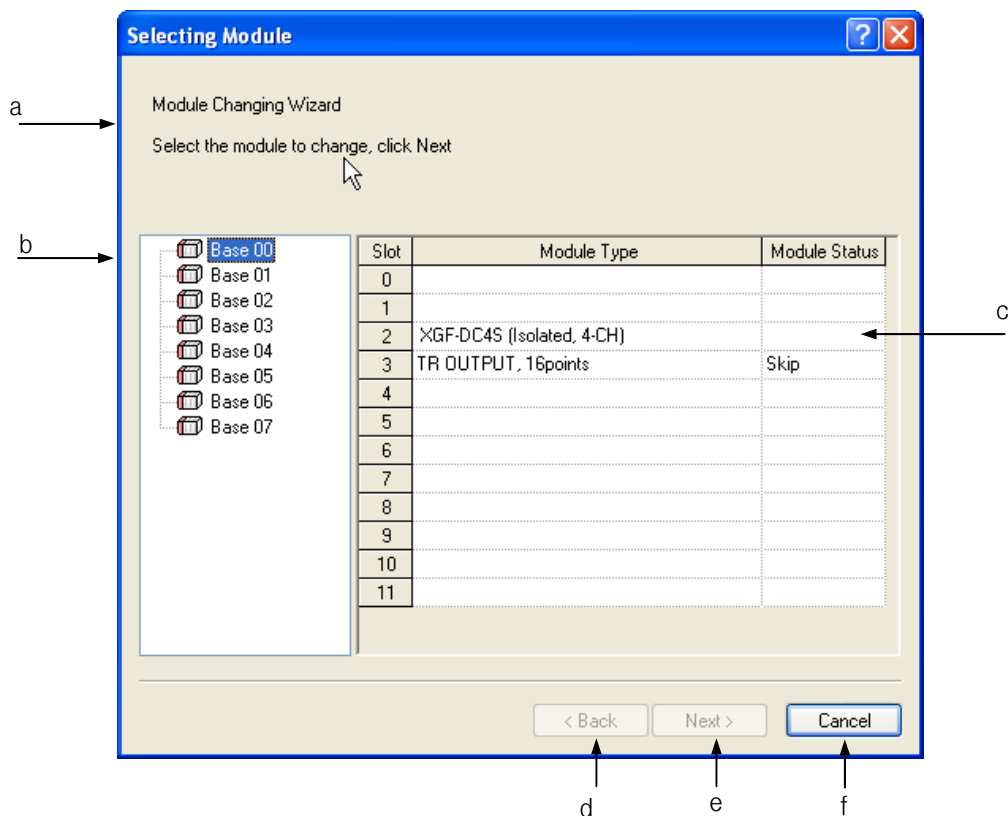 Selecting Module
a
Module Changing Wizard
Select the module to change, click Next
b
Base 00
Base 01
Base 02
Base 03
Base 04
Base 05
Base 06
Base 07
Slot Module Type Module Status
0
1
2 XGF-DC4S (Isolated, 4-CH)
c
3 TR OUTPUT, 16points Skip
4
5
6
7
8
9
10
11
< Back Next > Cancel
d e f